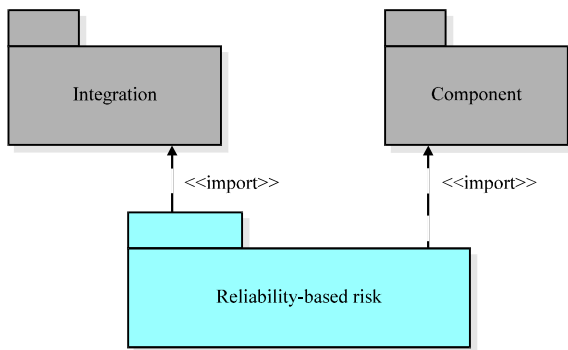 Integration
Component
<<import>>
<<import>>
Reliability-based risk